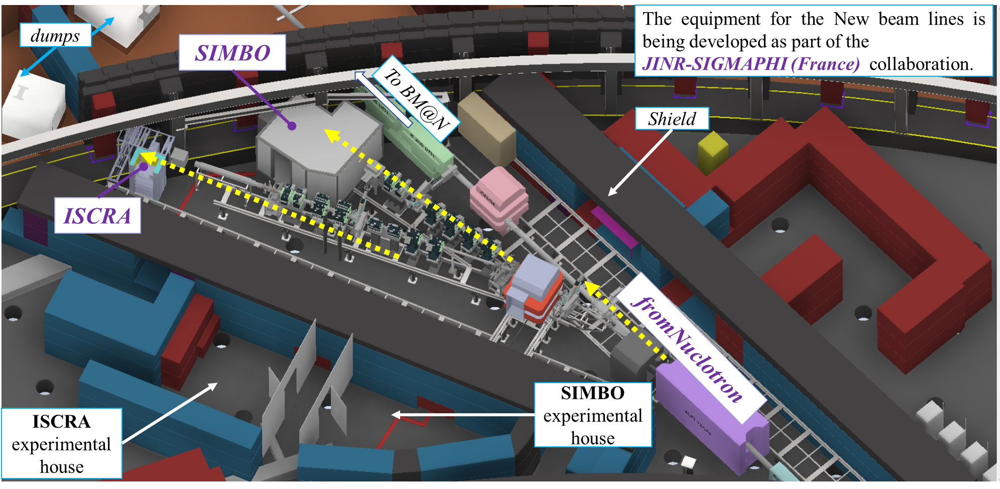 dumps
SIMBO
To BM@N
The equipment for the New beam lines is
being developed as part of the
JINR-SIGMAPHI (France) collaboration.
Shield
ISCRA
fromNuclotron
ISCRA
experimental
house
SIMBO
experimental
house